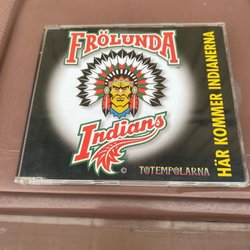 FRÖLUNDA
Indians
© TOTEMPOLARNA
HÄR KOMMER INDIANERNA